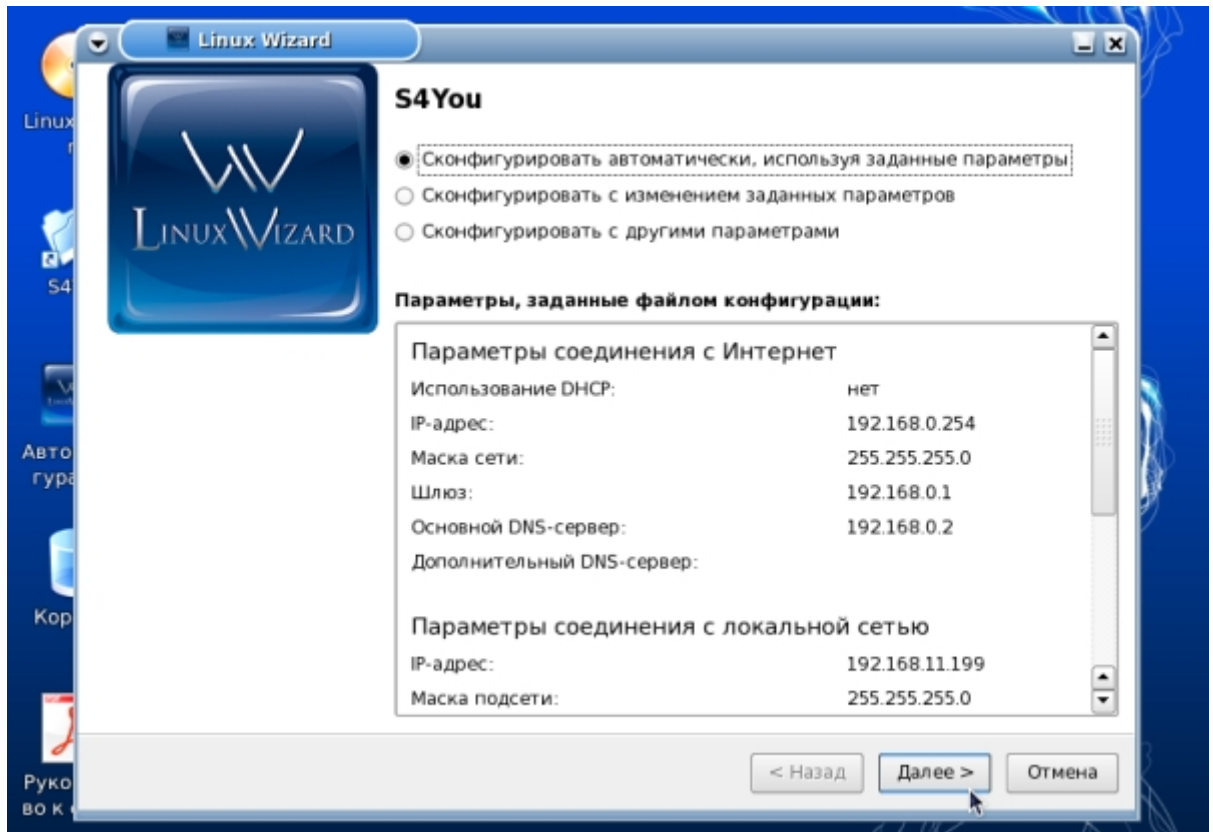 Linux Wizard
LINUX WIZARD
S4You
Сконфигурировать автоматически, используя заданные параметры
Сконфигурировать с изменением заданных параметров
Сконфигурировать с другими параметрами
Параметры, заданные файлом конфигурации:
Параметры соединения с Интернет
Использование DHCP: нет
IP-адрес: 192.168.0.254
Маска сети: 255.255.255.0
Шлюз: 192.168.0.1
Основной DNS-сервер: 192.168.0.2
Дополнительный DNS-сервер:
Параметры соединения с локальной сетью
IP-адрес: 192.168.11.199
Маска подсети: 255.255.255.0
< Назад
Далее >
Отмена
Linux
S4
Авто
гура
Кор
Руко
во к